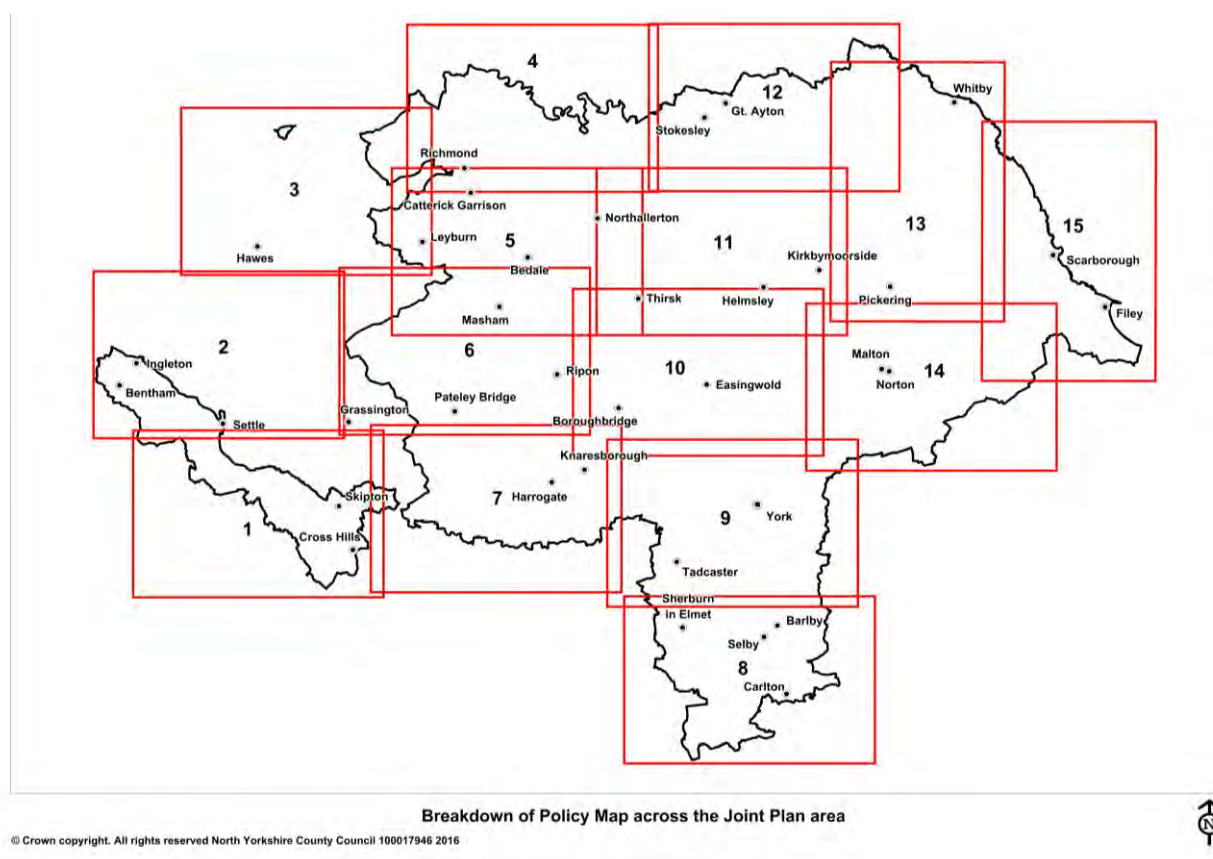 4
12
Whitby
Gt. Ayton
Stokesley
Richmond
3
Catterick Garrison
Northallerton
13
15
Leyburn
5
11
Hawes
Bedale
Kirkbymoorside
Scarborough
Masham
Thirsk
Helmsley
Pickering
Filey
2
6
Malton
Ingleton
Ripon
10
14
Bentham
Easingwold
Norton
Pateley Bridge
Grassington
Settle
Boroughbridge
Knaresborough
Harrogate
7
Skipton
1
9
York
Cross Hills
Tadcaster
Sherburn
in Elmet
Barlby
Selby
8
Carlton
Breakdown of Policy Map across the Joint Plan area
© Crown copyright. All rights reserved North Yorkshire County Council 100017946 2016
N